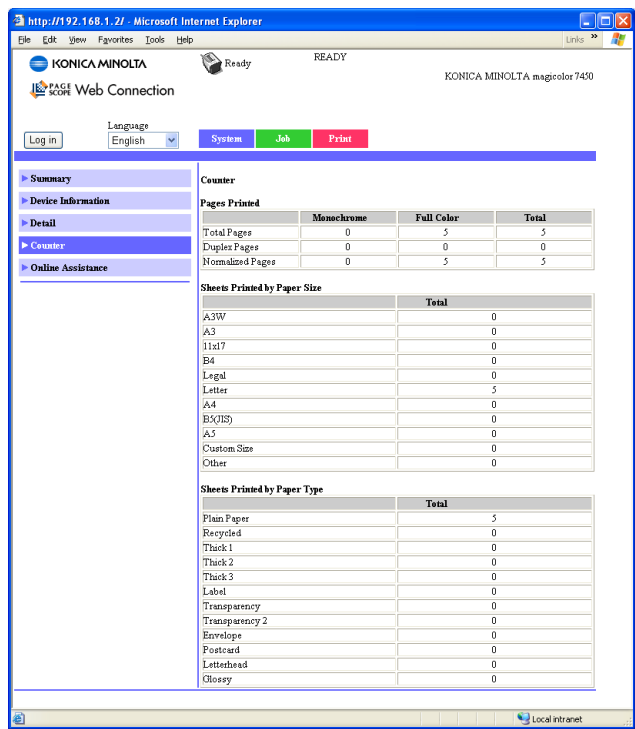 http://192.168.1.2/ - Microsoft Internet Explorer
File Edit View Favorites Tools Help Links »
KONICA MINOLTA Ready READY
KONICA MINOLTA magicolor 7450
PAGE SCOPE Web Connection
Language
Log in English System Job Print
Summary
Device Information
Detail
Counter
Online Assistance
Counter
Pages Printed
Monochrome Full Color Total
Total Pages 0 5 5
Duplex Pages 0 0 0
Normalized Pages 0 5 5
Sheets Printed by Paper Size
Total
A3W 0
A3 0
11x17 0
B4 0
Legal 0
Letter 5
A4 0
B5(JIS) 0
A5 0
Custom Size 0
Other 0
Sheets Printed by Paper Type
Total
Plain Paper 5
Recycled 0
Thick 1 0
Thick 2 0
Thick 3 0
Label 0
Transparency 0
Transparency 2 0
Envelope 0
Postcard 0
Letterhead 0
Glossy 0
Local intranet